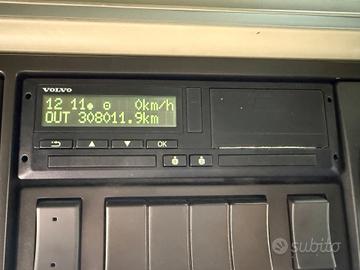 VOLVO
12 11 0km/h
OUT 308011.9km
OK
subito